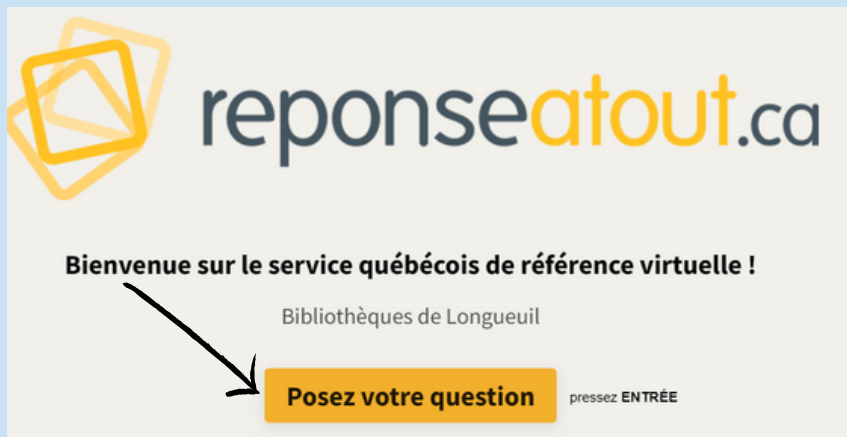 reponseatout.ca
Bienvenue sur le service québécois de référence virtuelle !
Bibliothèques de Longueuil
Posez votre question pressez ENTRÉE